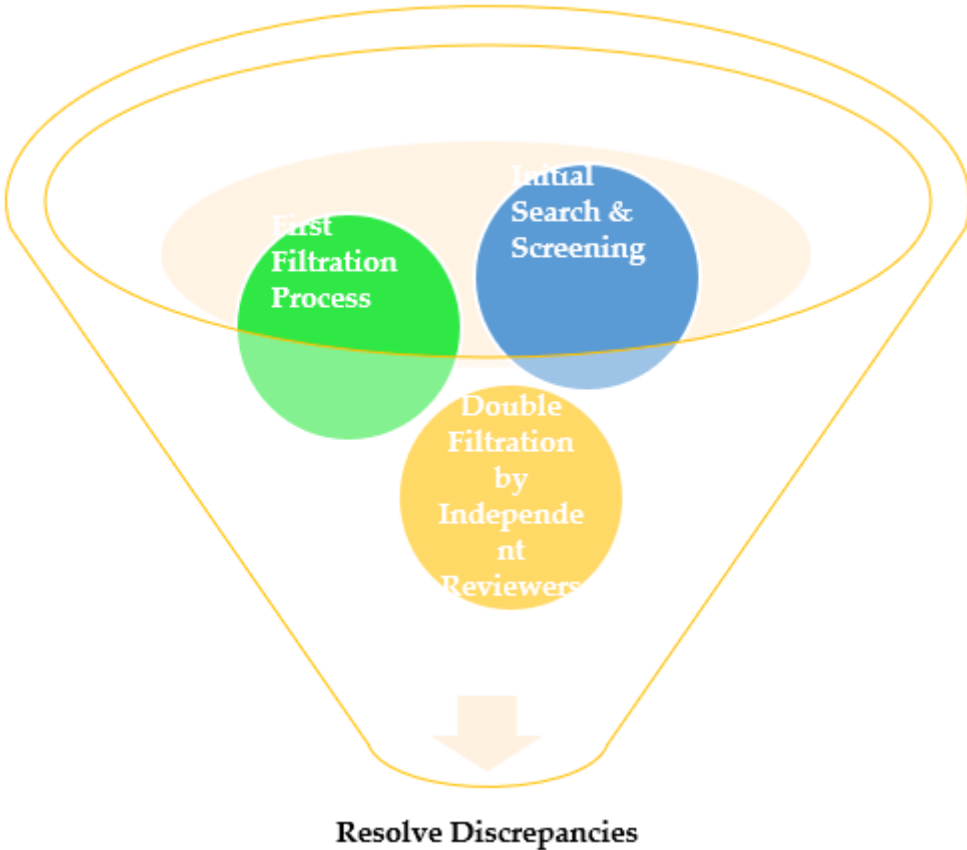 Initial
Search &
Screening
First
Filtration
Process
Double
Filtration
by
Independe
nt
Reviewers
Resolve Discrepancies